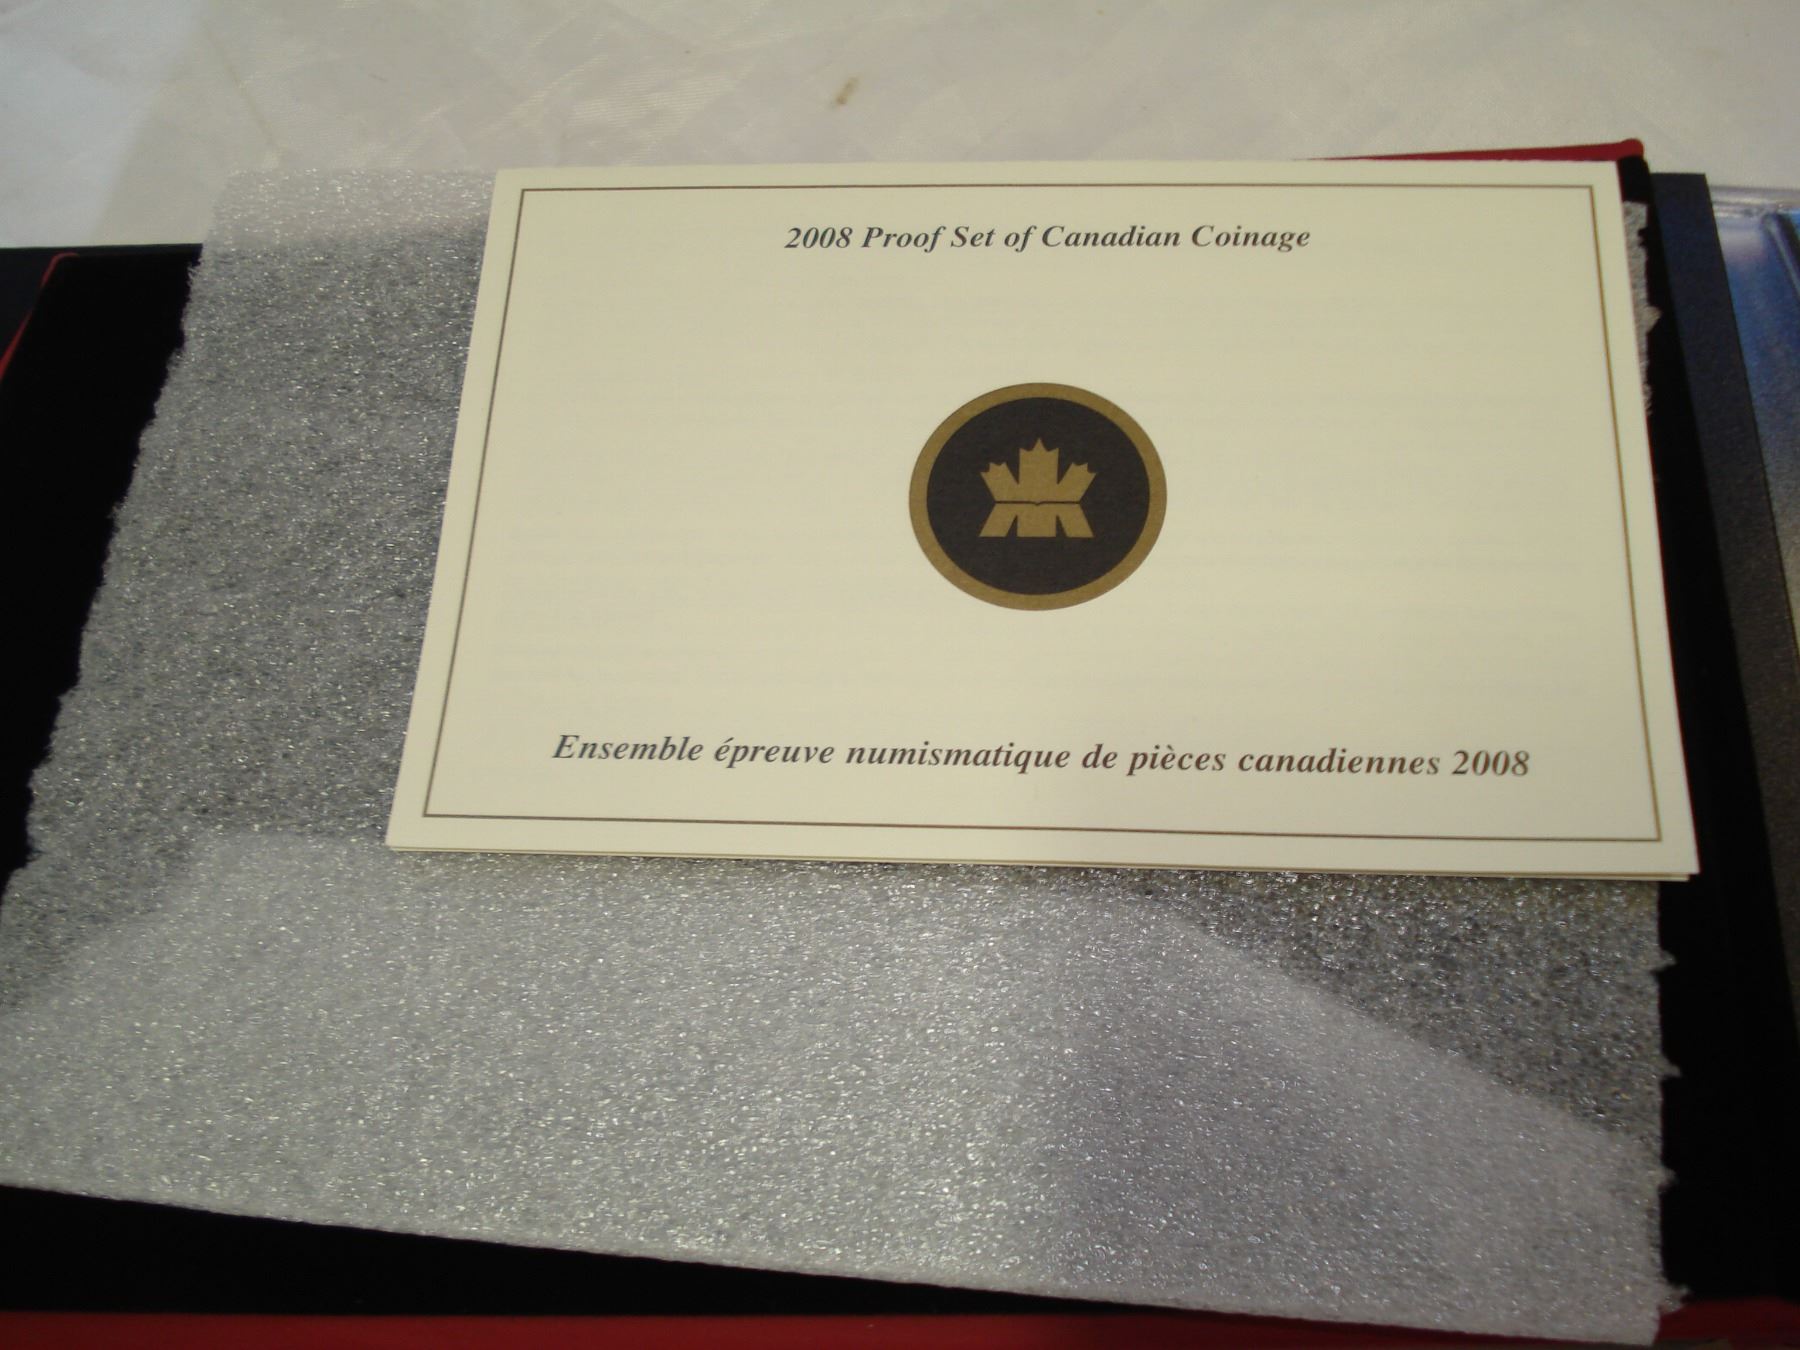 2008 Proof Set of Canadian Coinage
Ensemble épreuve numismatique de pièces canadiennes 2008